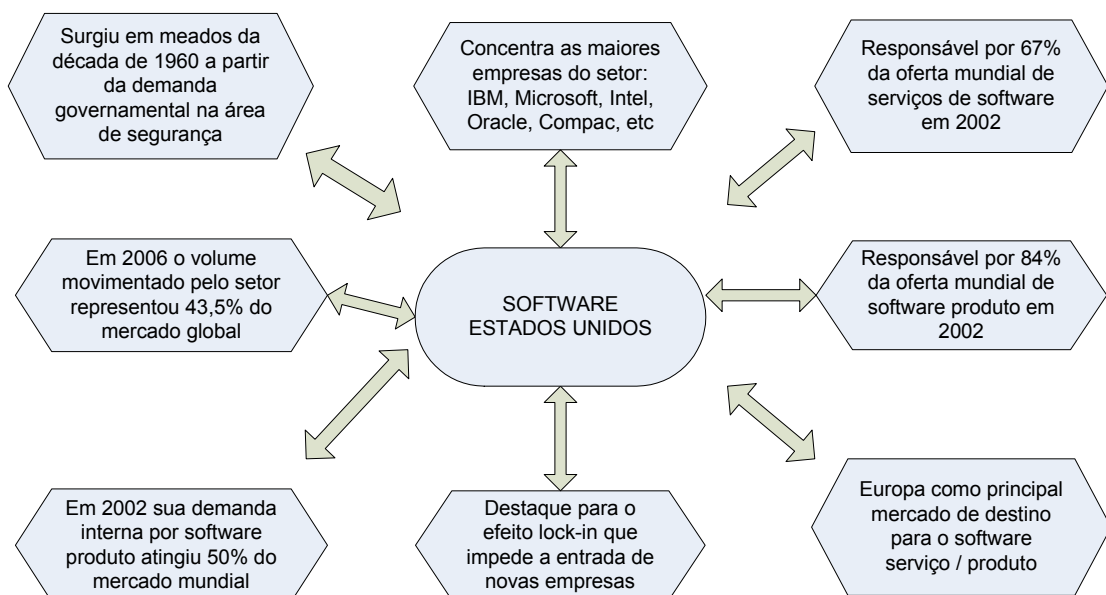 Surgiu em meados da
década de 1960 a partir
da demanda
governamental na área
de segurança
Concentra as maiores
empresas do setor:
IBM, Microsoft, Intel,
Oracle, Compac, etc
Responsável por 67%
da oferta mundial de
serviços de software
em 2002
Em 2006 o volume
movimentado pelo setor
representou 43,5% do
mercado global
SOFTWARE
ESTADOS UNIDOS
Responsável por 84%
da oferta mundial de
software produto em
2002
Em 2002 sua demanda
interna por software
produto atingiu 50% do
mercado mundial
Destaque para o
efeito lock-in que
impede a entrada de
novas empresas
Europa como principal
mercado de destino
para o software
serviço / produto